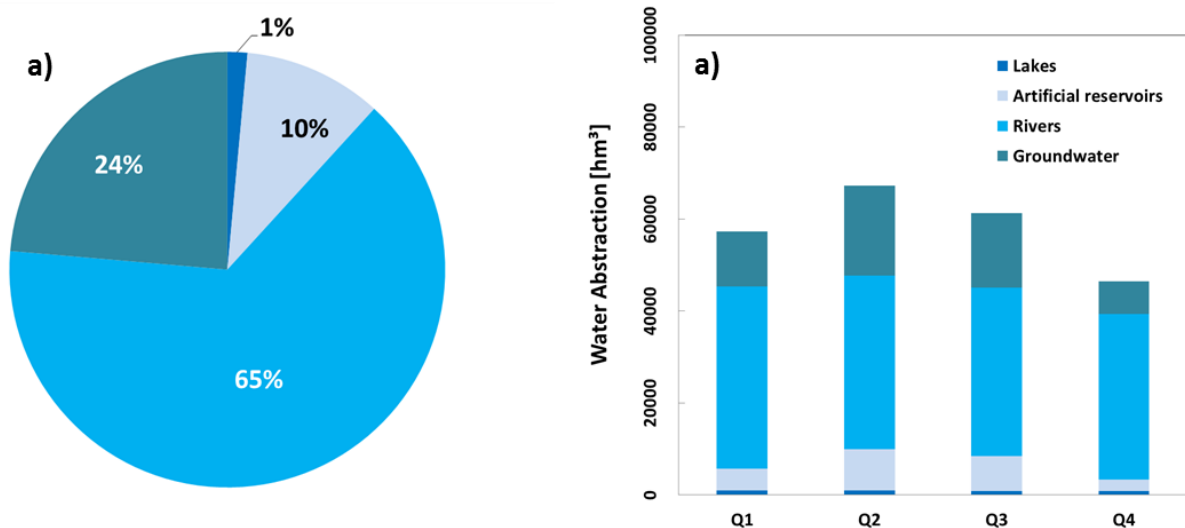 a)
1%
10%
24%
65%
a)
Water Abstraction [hm³]
100000
80000
60000
40000
20000
0
Lakes
Artificial reservoirs
Rivers
Groundwater
Q1 Q2 Q3 Q4